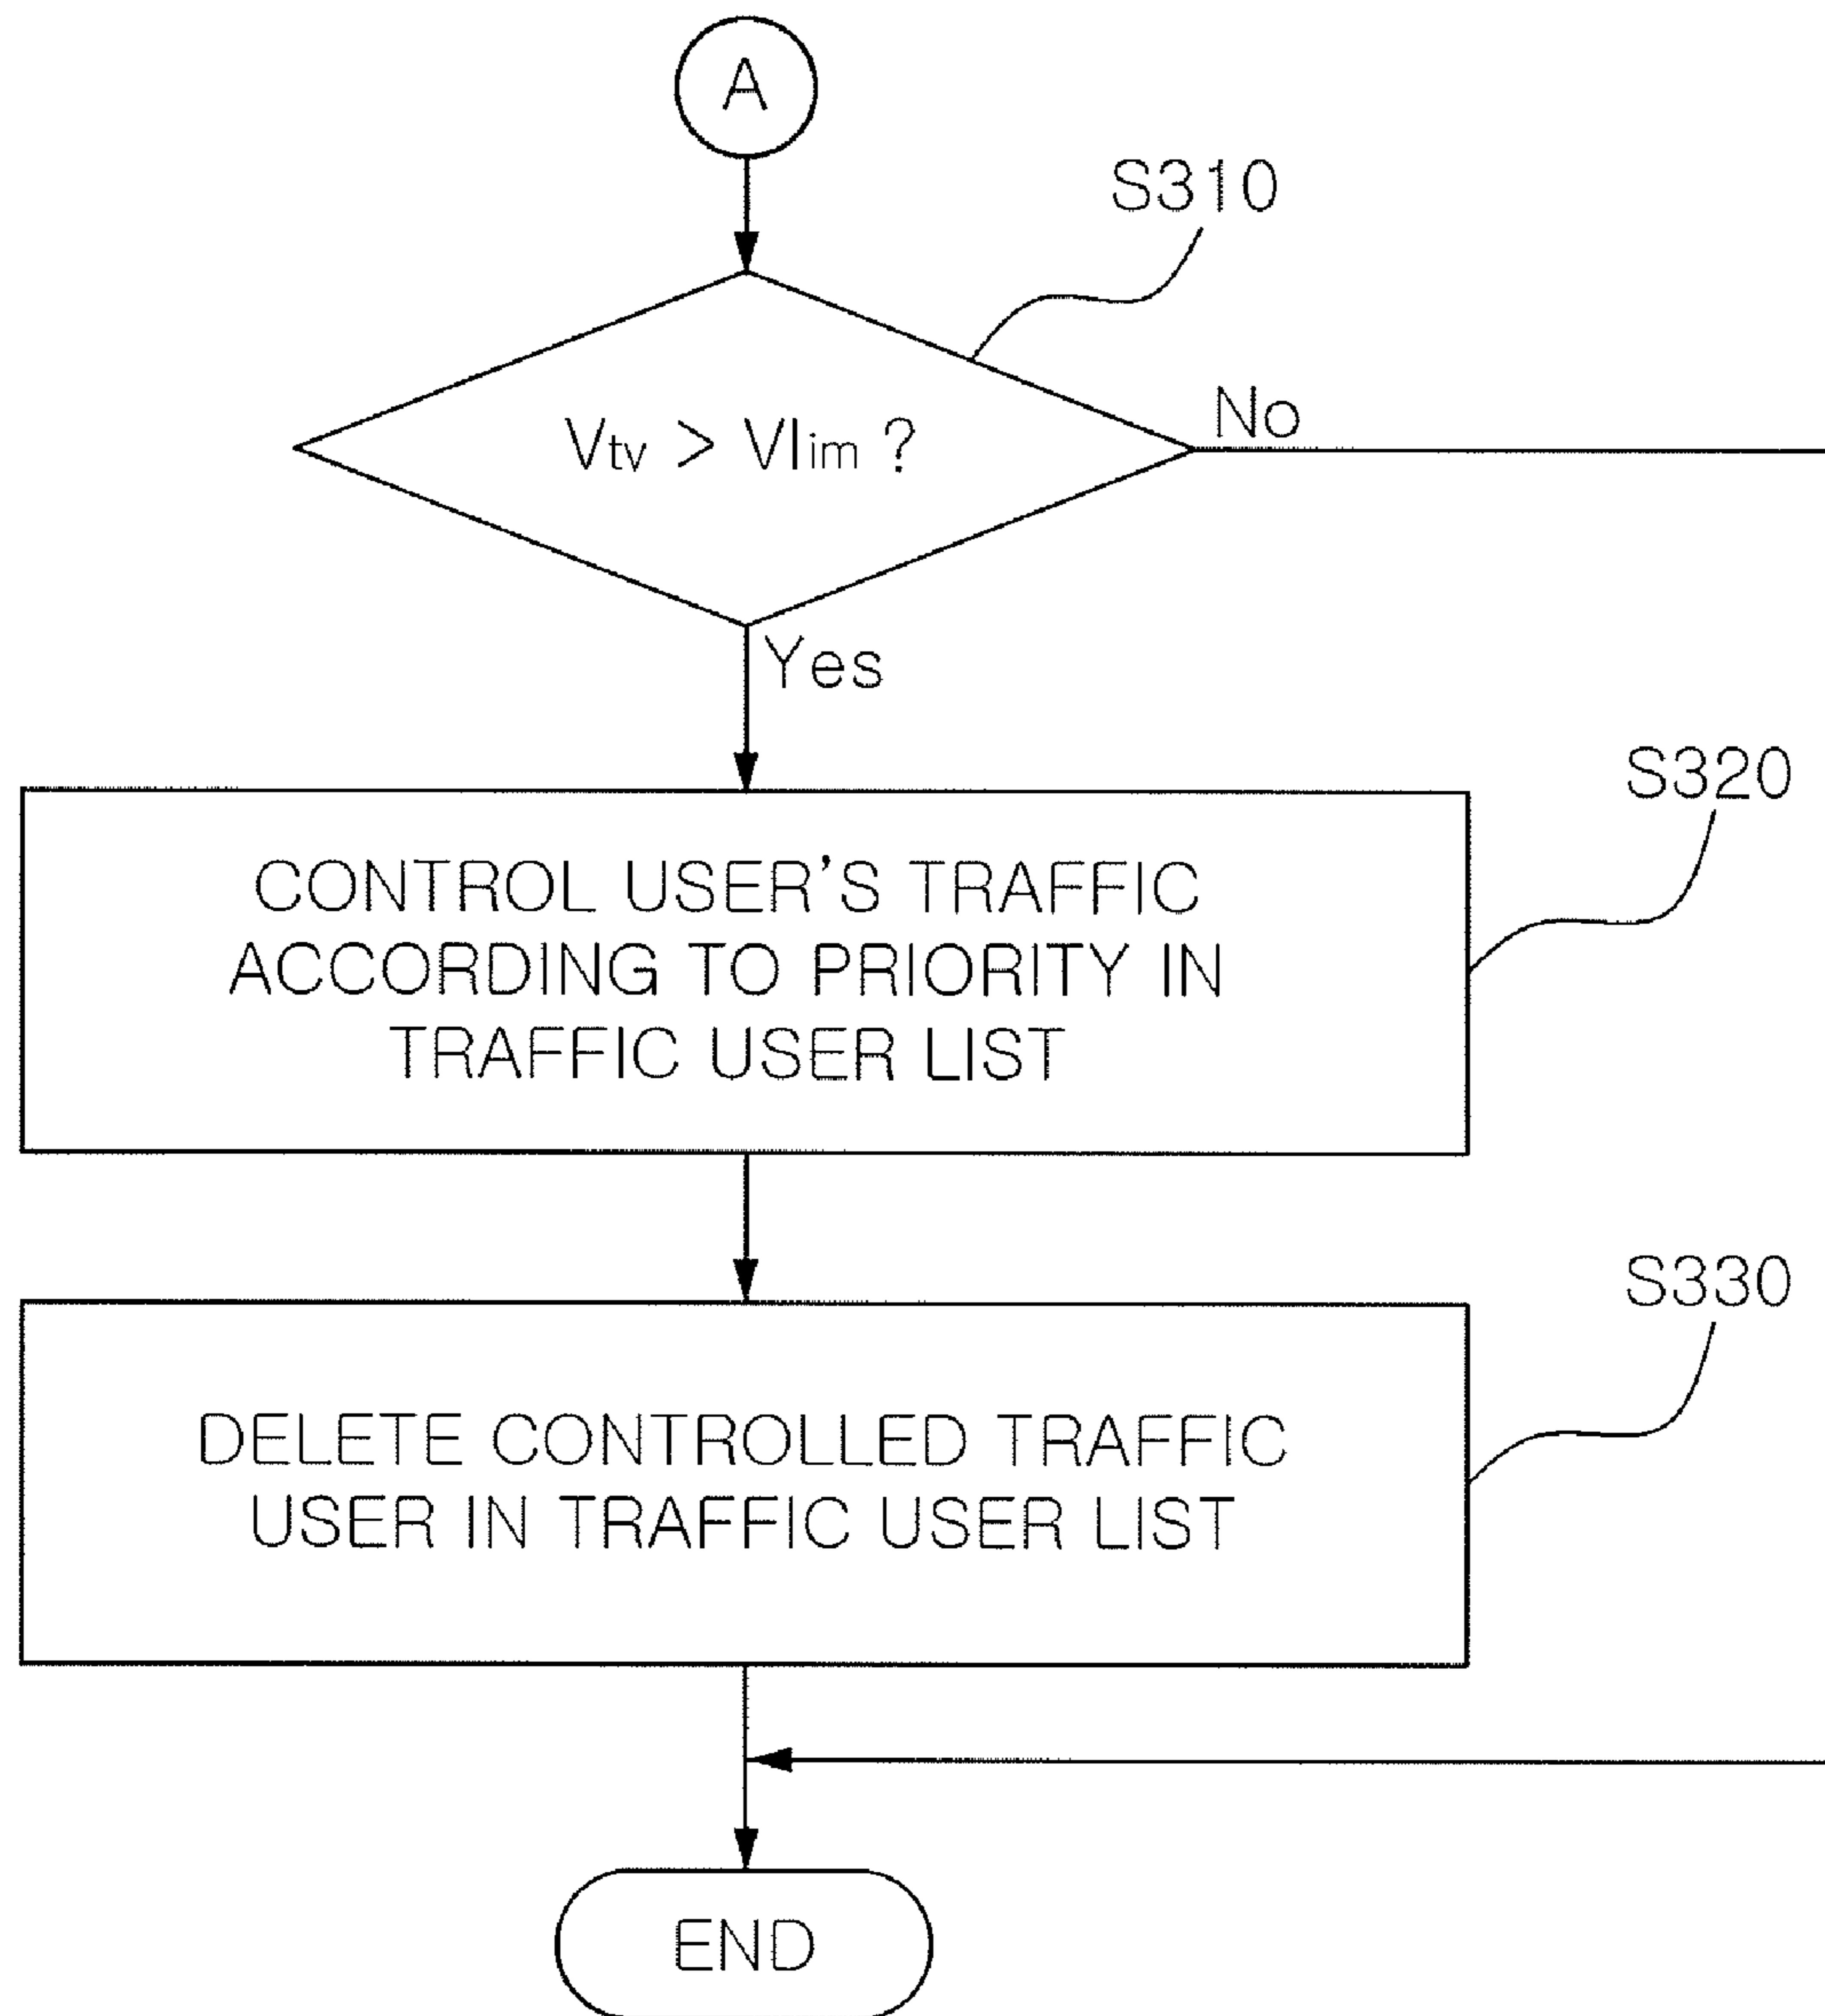 A
S310
Vtv > Vlim ?
No
Yes
S320
CONTROL USER'S TRAFFIC
ACCORDING TO PRIORITY IN
TRAFFIC USER LIST
S330
DELETE CONTROLLED TRAFFIC
USER IN TRAFFIC USER LIST
END